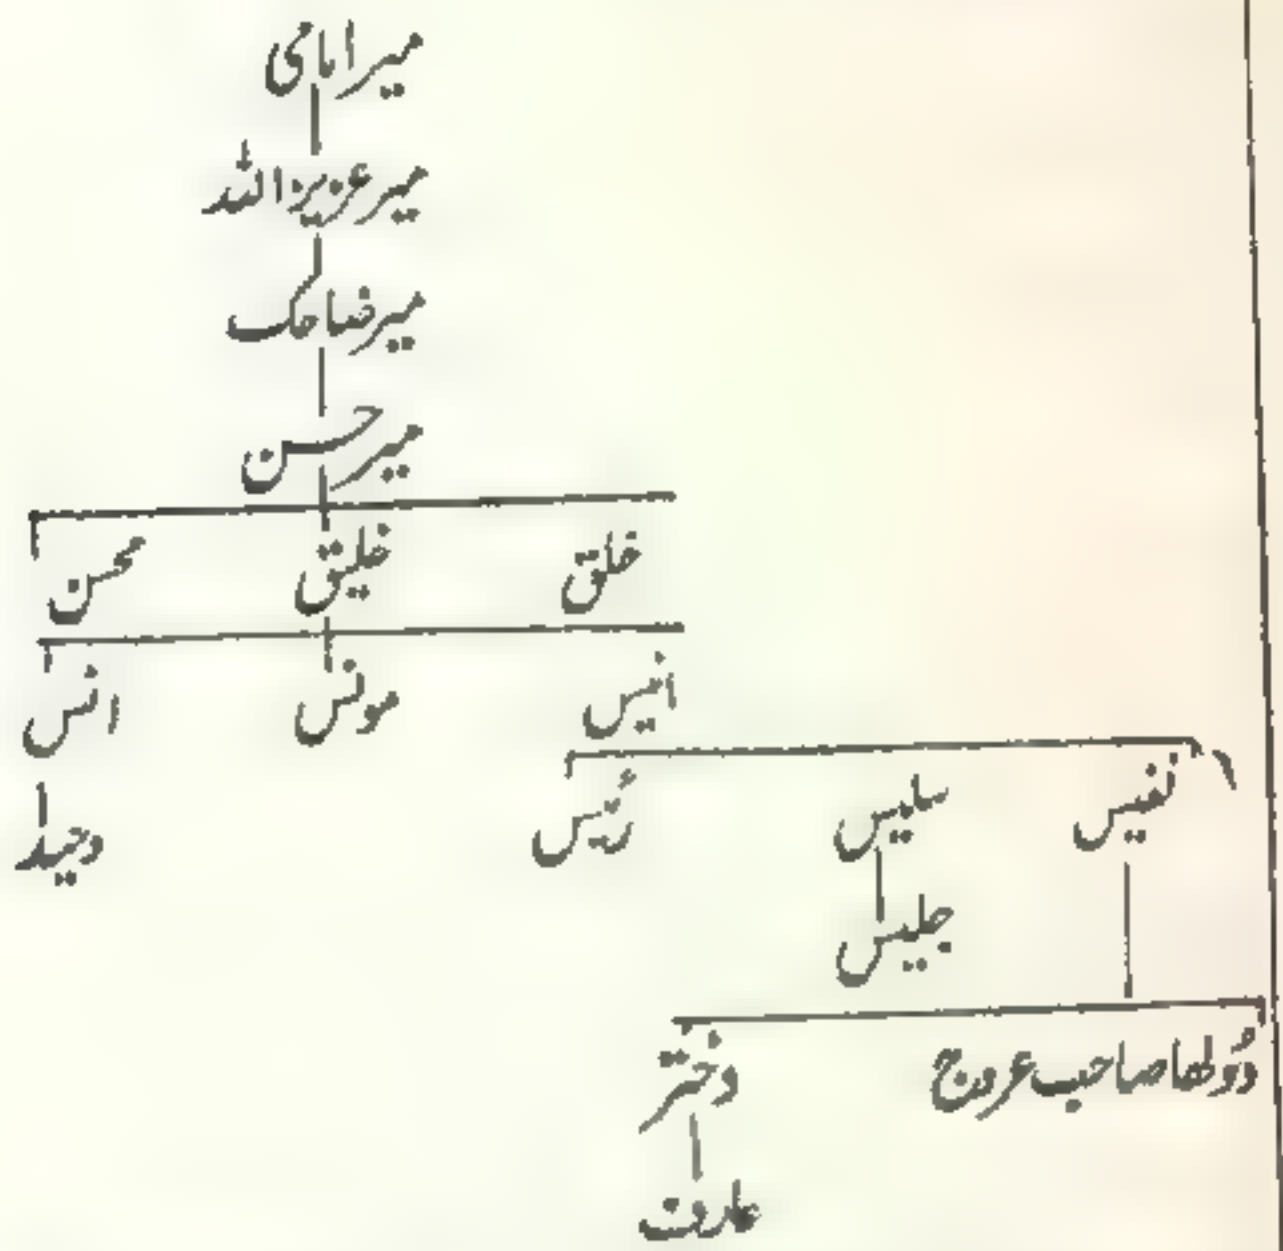 میر امامی
میر عزیز اللہ
میر ضاحک
میر حسن
خلق خلیق محسن
انیس مونس انس
نفیس سلیس رئیس وحید
جلیس
دُولھا صاحب عروج دختر
عارف